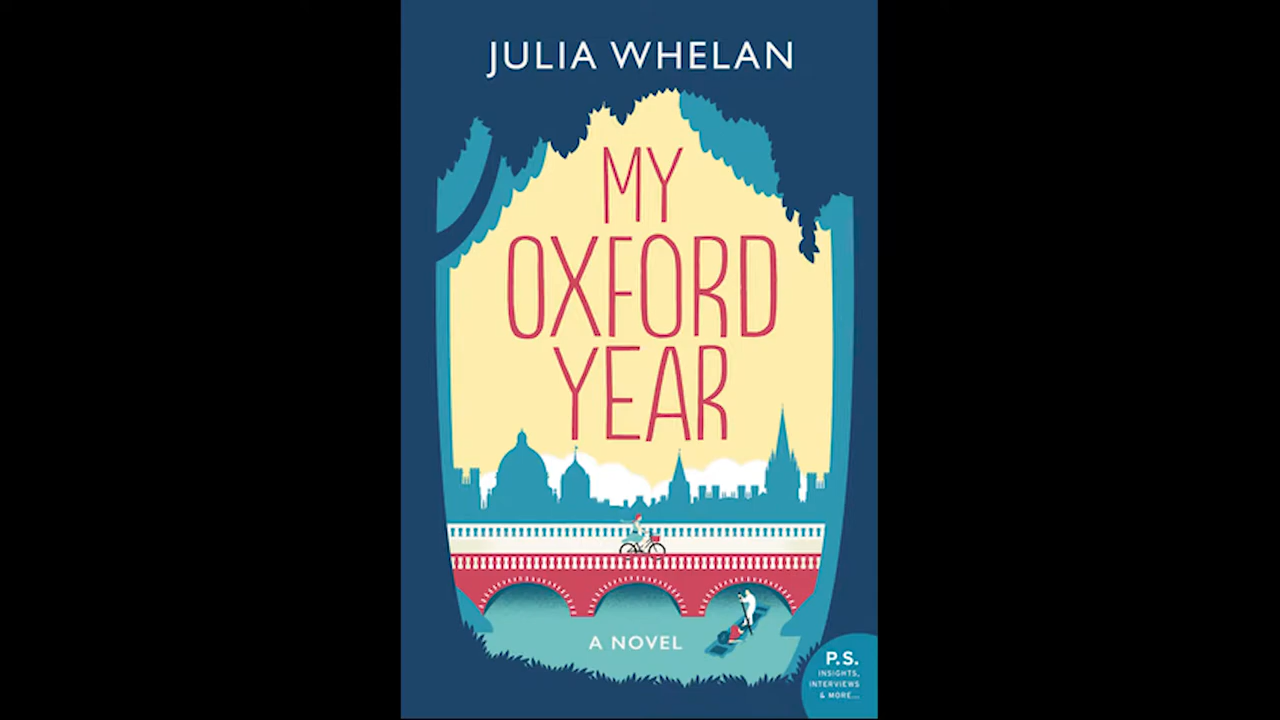 JULIA WHELAN
MY
OXFORD
YEAR
A NOVEL
P.S.
INSIGHTS,
INTERVIEWS
& MORE...